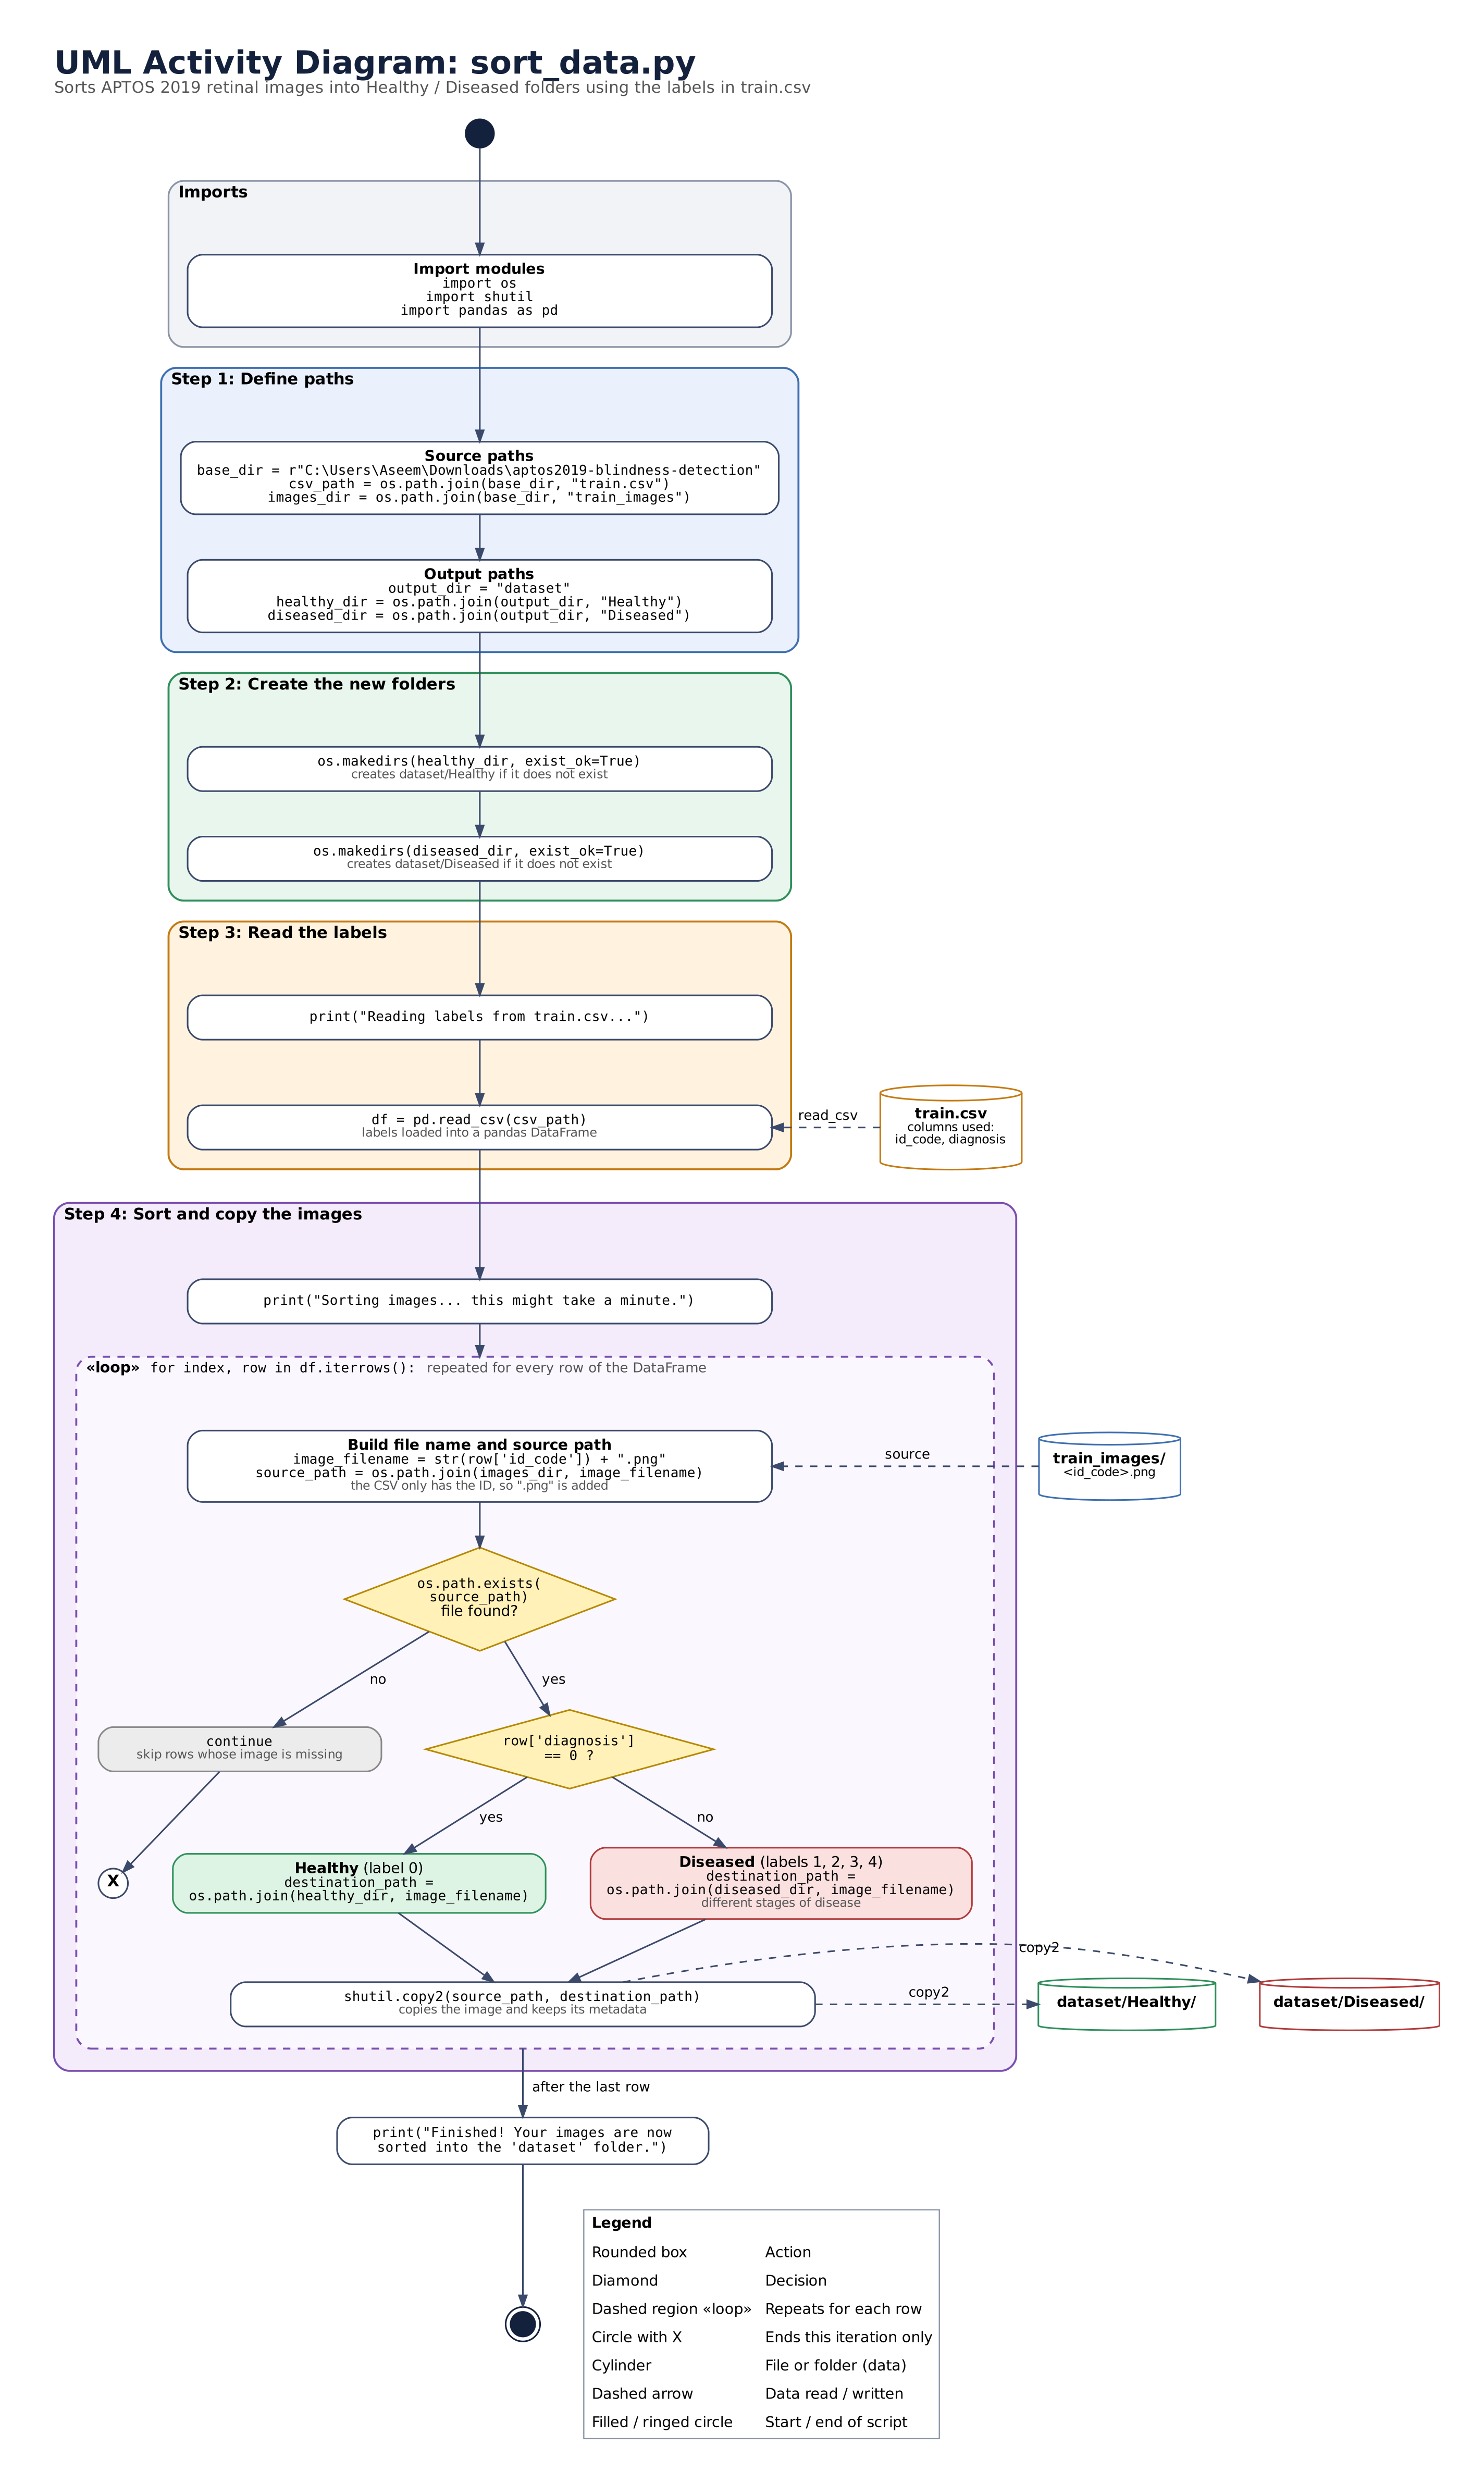 UML Activity Diagram: sort_data.py
Sorts APTOS 2019 retinal images into Healthy / Diseased folders using the labels in train.csv
Imports
Import modules
import os
import shutil
import pandas as pd
Step 1: Define paths
Source paths
base_dir = r"C:\Users\Aseem\Downloads\aptos2019-blindness-detection"
csv_path = os.path.join(base_dir, "train.csv")
images_dir = os.path.join(base_dir, "train_images")
Output paths
output_dir = "dataset"
healthy_dir = os.path.join(output_dir, "Healthy")
diseased_dir = os.path.join(output_dir, "Diseased")
Step 2: Create the new folders
os.makedirs(healthy_dir, exist_ok=True)
creates dataset/Healthy if it does not exist
os.makedirs(diseased_dir, exist_ok=True)
creates dataset/Diseased if it does not exist
Step 3: Read the labels
print("Reading labels from train.csv...")
df = pd.read_csv(csv_path)
labels loaded into a pandas DataFrame
read_csv
train.csv
columns used:
id_code, diagnosis
Step 4: Sort and copy the images
print("Sorting images... this might take a minute.")
«loop» for index, row in df.iterrows(): repeated for every row of the DataFrame
Build file name and source path
image_filename = str(row['id_code']) + ".png"
source_path = os.path.join(images_dir, image_filename)
the CSV only has the ID, so ".png" is added
source
train_images/
<id_code>.png
os.path.exists(
source_path)
file found?
no
yes
continue
skip rows whose image is missing
row['diagnosis']
== 0 ?
yes
no
X
Healthy (label 0)
destination_path =
os.path.join(healthy_dir, image_filename)
Diseased (labels 1, 2, 3, 4)
destination_path =
os.path.join(diseased_dir, image_filename)
different stages of disease
copy2
shutil.copy2(source_path, destination_path)
copies the image and keeps its metadata
copy2
dataset/Healthy/
dataset/Diseased/
after the last row
print("Finished! Your images are now
sorted into the 'dataset' folder.")
Legend
Rounded box Action
Diamond Decision
Dashed region «loop» Repeats for each row
Circle with X Ends this iteration only
Cylinder File or folder (data)
Dashed arrow Data read / written
Filled / ringed circle Start / end of script